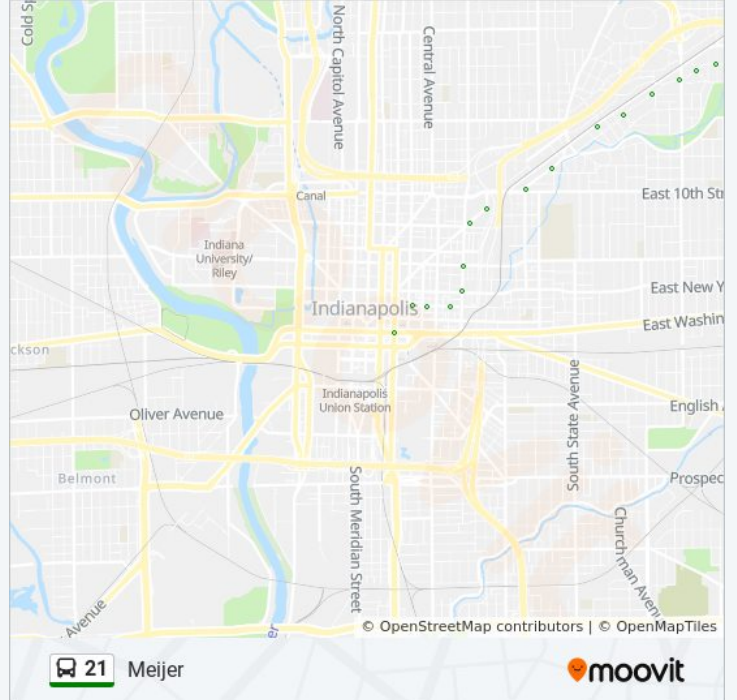 Cold Sp
North Capitol Avenue
Central Avenue
Canal
East 10th Str
Indiana
University/
Riley
East New Y
Indianapolis
East Washin
ckson
Indianapolis
Union Station
Oliver Avenue
South State Avenue
English A
Belmont
South Meridian Street
Prospec
Churchman Avenu
Avenue
er
© OpenStreetMap contributors | © OpenMapTiles
21 Meijer
moovit